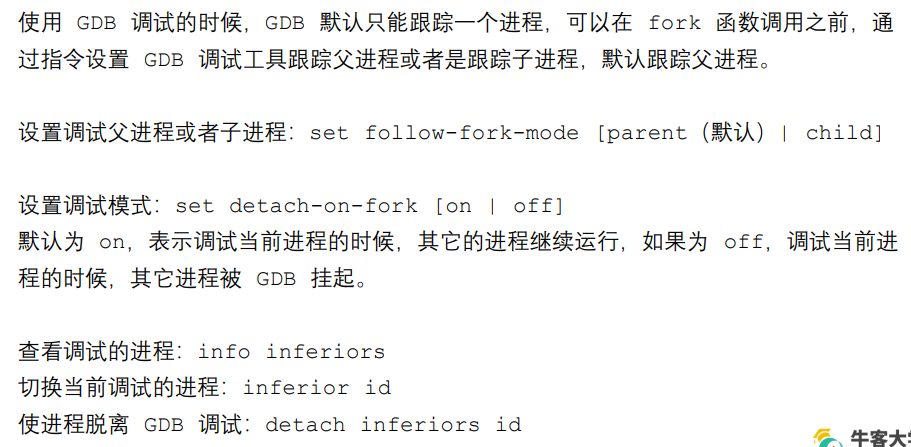 使用 GDB 调试的时候，GDB 默认只能跟踪一个进程，可以在 fork 函数调用之前，通
过指令设置 GDB 调试工具跟踪父进程或者是跟踪子进程，默认跟踪父进程。
设置调试父进程或者子进程：set follow-fork-mode [parent（默认）| child]
设置调试模式：set detach-on-fork [on | off]
默认为 on，表示调试当前进程的时候，其它的进程继续运行，如果为 off，调试当前进
程的时候，其它进程被 GDB 挂起。
查看调试的进程：info inferiors
切换当前调试的进程：inferior id
使进程脱离 GDB 调试：detach inferiors id
牛客大